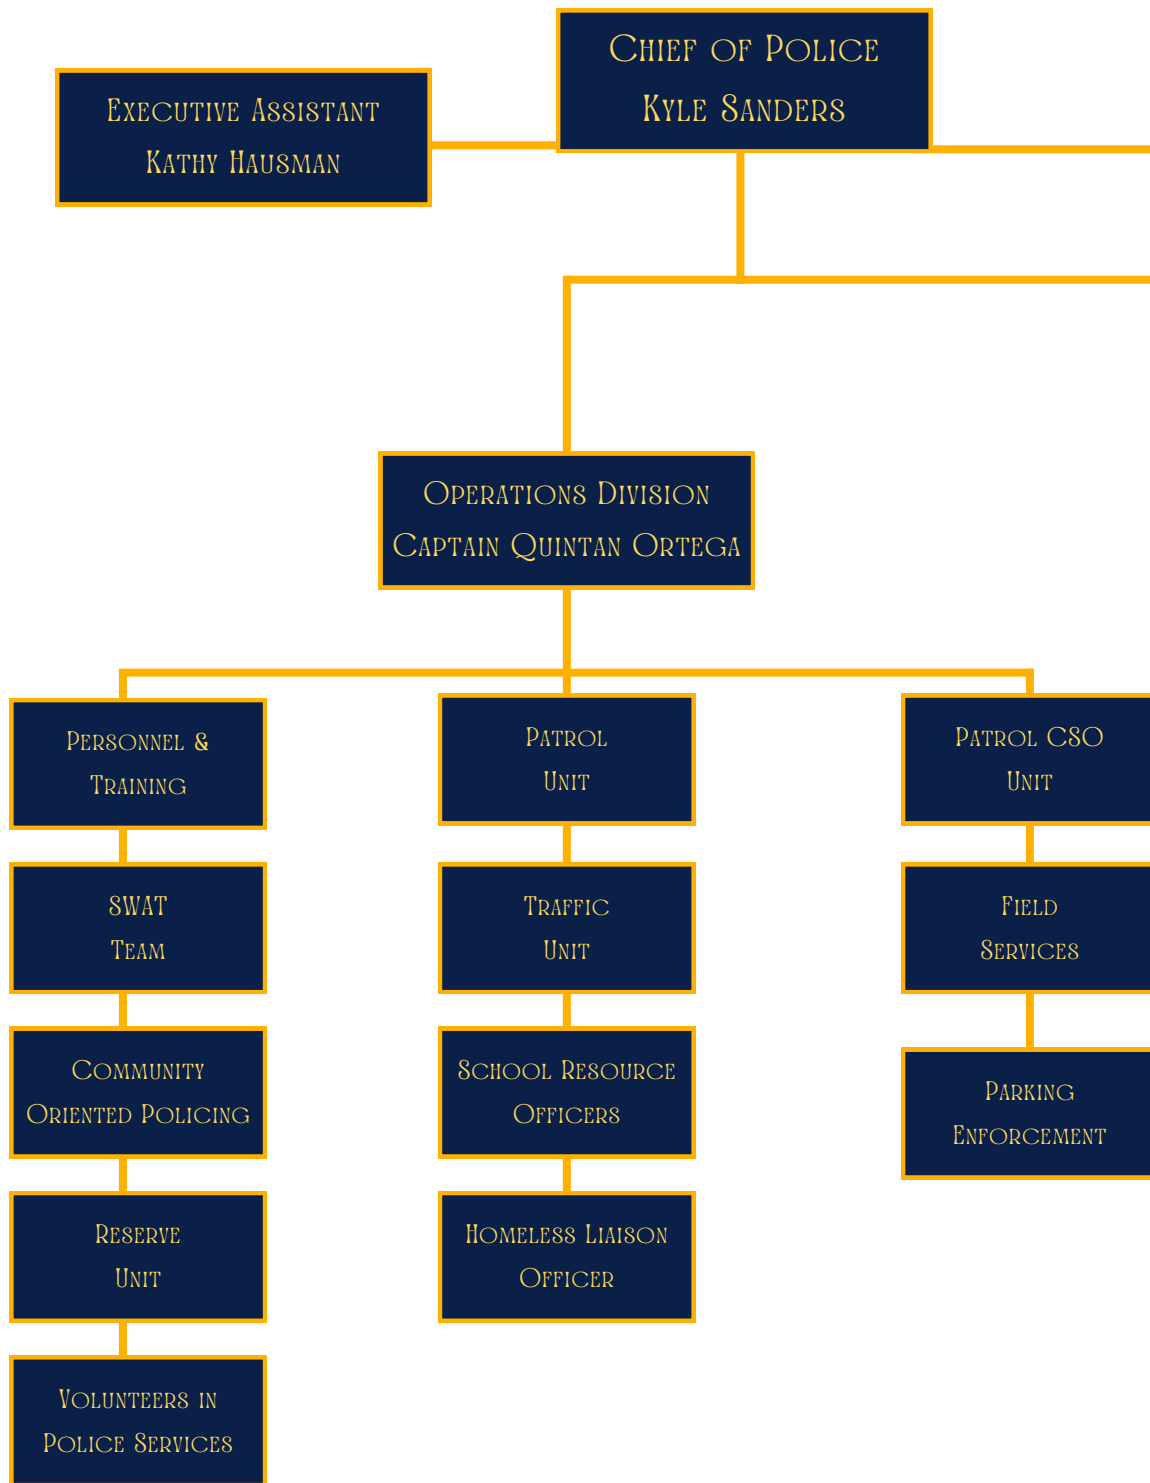 Chief of Police
Kyle Sanders
Executive Assistant
Kathy Hausman
Operations Division
Captain Quintan Ortega
Personnel &
Training
SWAT
Team
Community
Oriented Policing
Reserve
Unit
Volunteers in
Police Services
Patrol
Unit
Traffic
Unit
School Resource
Officers
Homeless Liaison
Officer
Patrol CSO
Unit
Field
Services
Parking
Enforcement